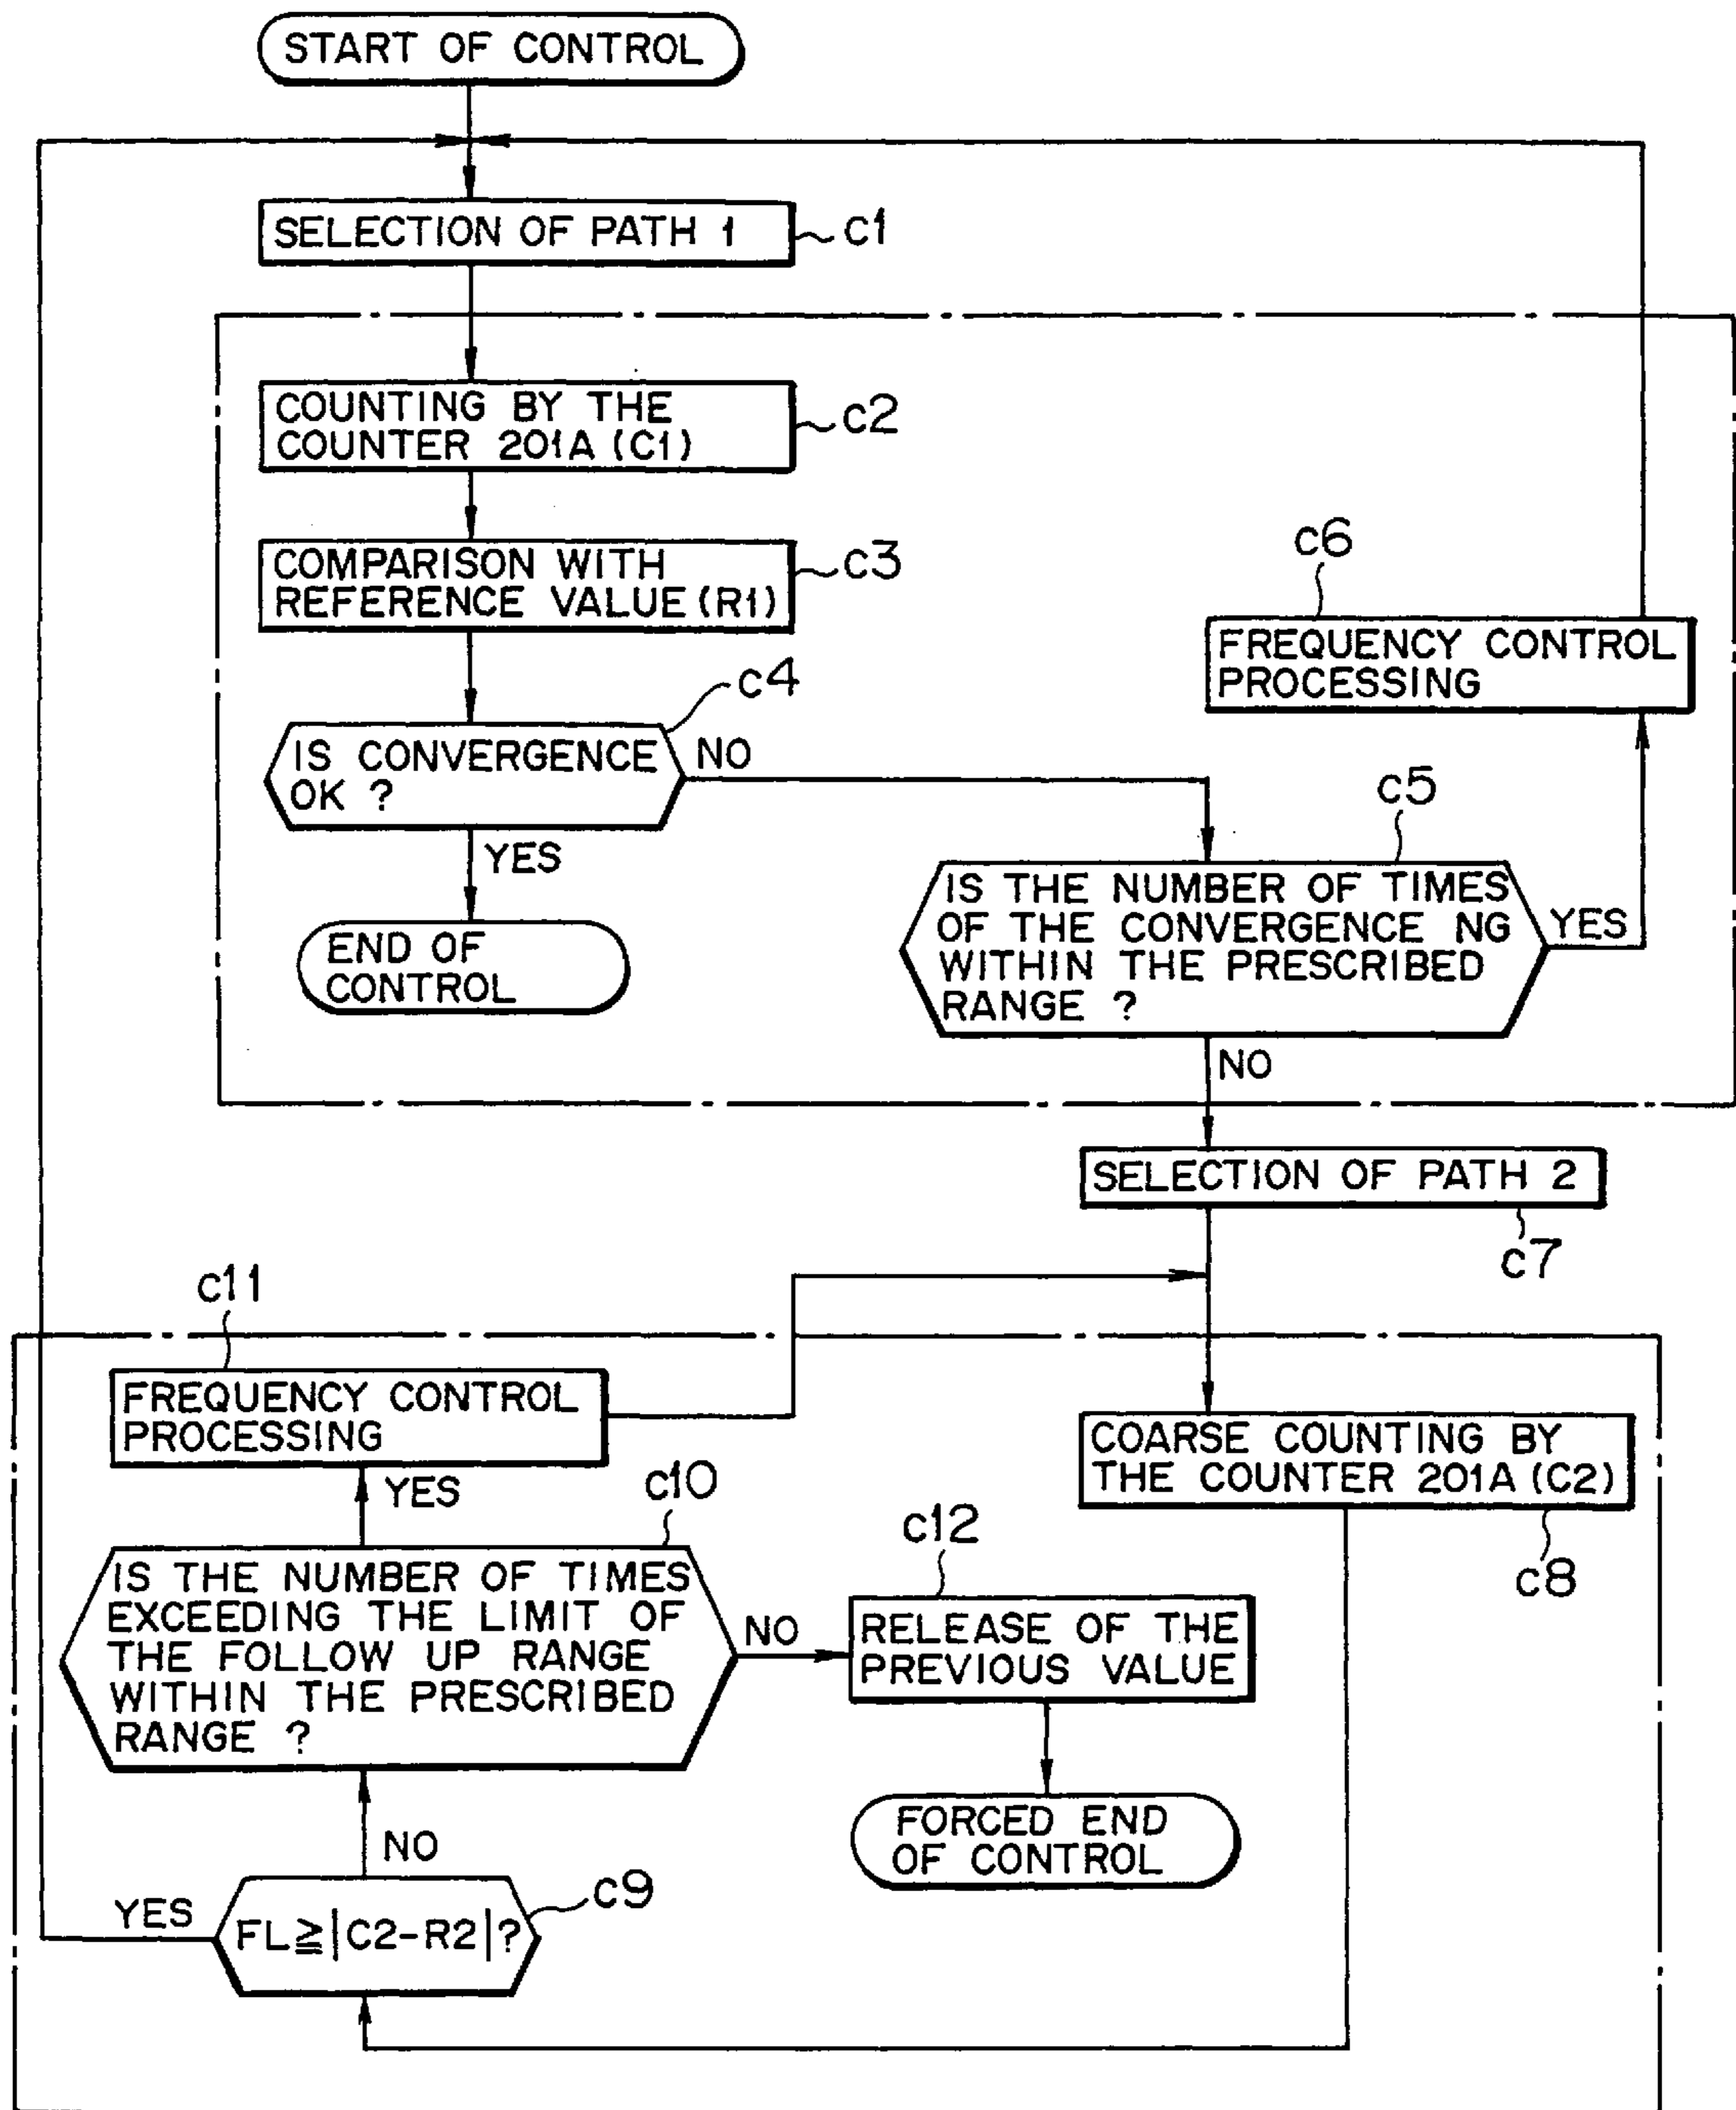 START OF CONTROL
SELECTION OF PATH 1
c1
COUNTING BY THE
COUNTER 201A (C1)
c2
COMPARISON WITH
REFERENCE VALUE (R1)
c3
c6
FREQUENCY CONTROL
PROCESSING
c4
IS CONVERGENCE
OK ?
NO
YES
c5
IS THE NUMBER OF TIMES
OF THE CONVERGENCE NG
WITHIN THE PRESCRIBED
RANGE ?
YES
NO
END OF
CONTROL
SELECTION OF PATH 2
c7
c11
FREQUENCY CONTROL
PROCESSING
COARSE COUNTING BY
THE COUNTER 201A (C2)
c8
YES
c10
IS THE NUMBER OF TIMES
EXCEEDING THE LIMIT OF
THE FOLLOW UP RANGE
WITHIN THE PRESCRIBED
RANGE ?
NO
c12
RELEASE OF THE
PREVIOUS VALUE
FORCED END
OF CONTROL
NO
YES
c9
FL≧|C2-R2|?